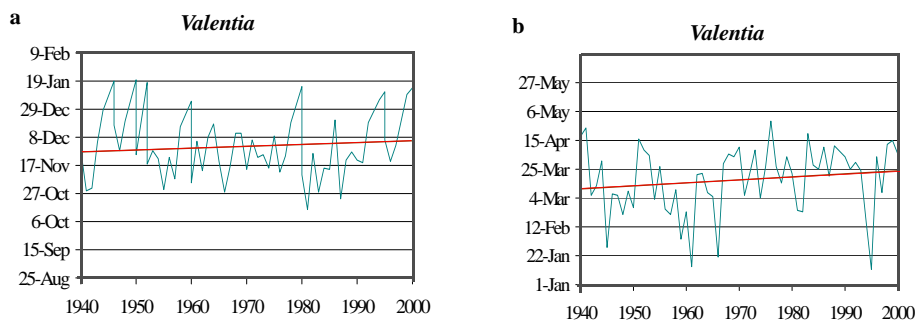 a
Valentia
9-Feb
19-Jan
29-Dec
8-Dec
17-Nov
27-Oct
6-Oct
15-Sep
25-Aug
1940 1950 1960 1970 1980 1990 2000
b
Valentia
27-May
6-May
15-Apr
25-Mar
4-Mar
12-Feb
22-Jan
1-Jan
1940 1950 1960 1970 1980 1990 2000